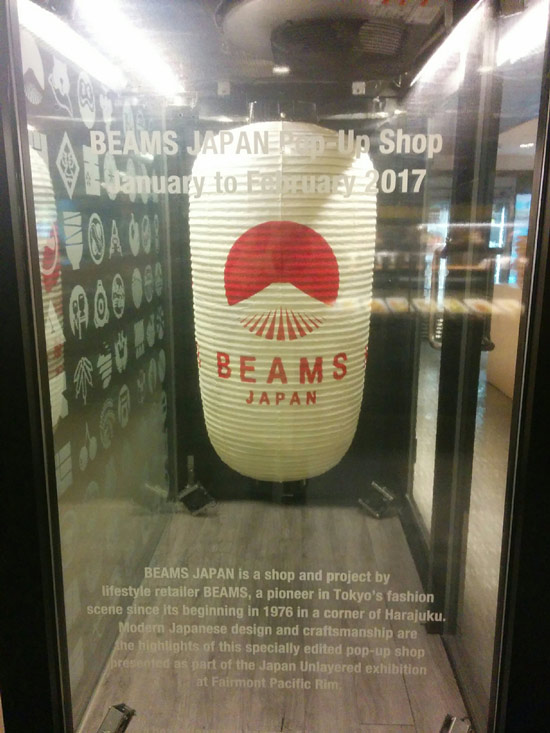 BEAMS JAPAN Pop-Up Shop
January to February 2017
BEAMS
JAPAN
BEAMS JAPAN is a shop and project by
lifestyle retailer BEAMS, a pioneer in Tokyo's fashion
scene since its beginning in 1976 in a corner of Harajuku.
Modern Japanese design and craftsmanship are
the highlights of this specially edited pop-up shop
presented as part of the Japan Unlayered exhibition
at Fairmont Pacific Rim